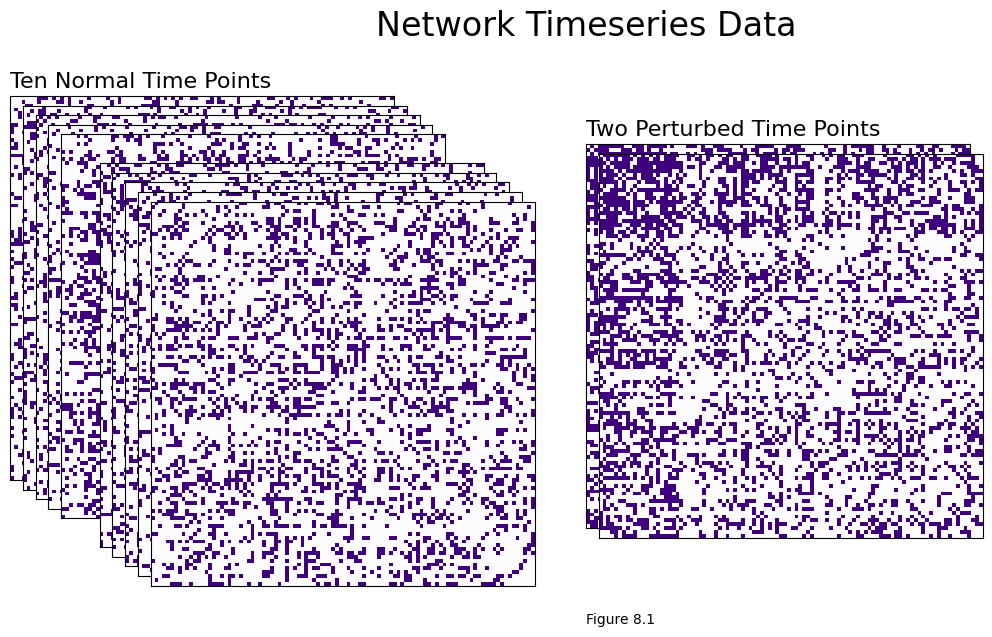 Network Timeseries Data
Ten Normal Time Points
Two Perturbed Time Points
Figure 8.1